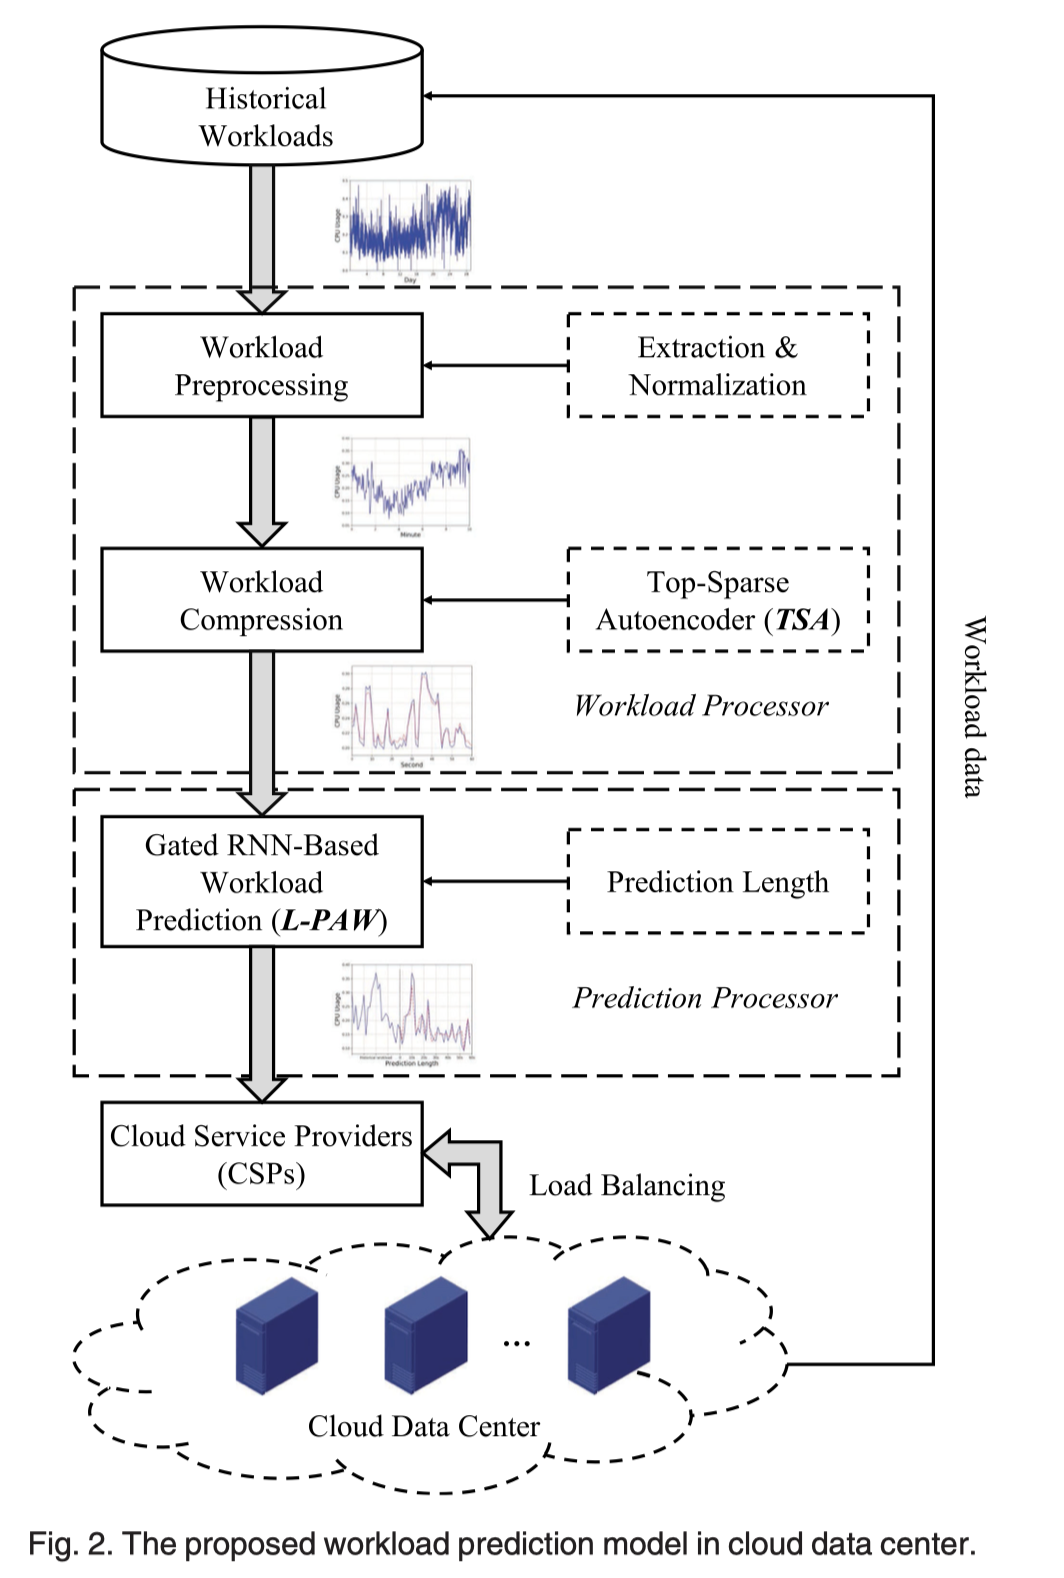 Historical
Workloads
CPU Usage
Day
Workload
Preprocessing
Extraction &
Normalization
CPU Usage
Minute
Workload
Compression
Top-Sparse
Autoencoder (TSA)
CPU Usage
Second
Workload Processor
Workload data
Gated RNN-Based
Workload
Prediction (L-PAW)
Prediction Length
CPU Usage
Prediction Length
Prediction Processor
Cloud Service Providers
(CSPs)
Load Balancing
...
Cloud Data Center
Fig. 2. The proposed workload prediction model in cloud data center.